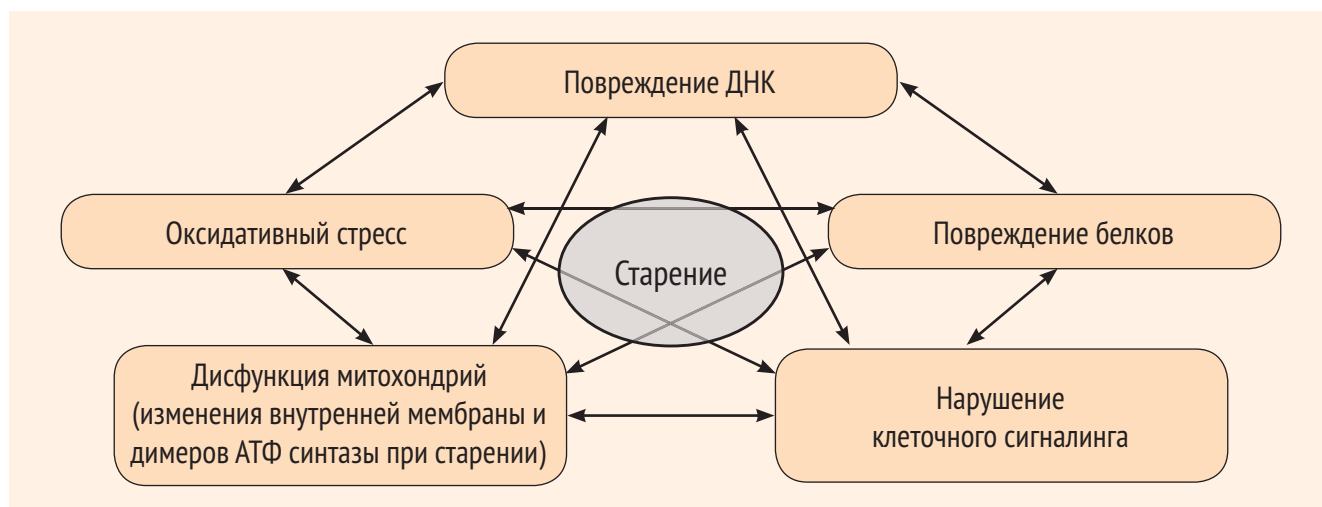 Повреждение ДНК
Оксидативный стресс
Повреждение белков
Старение
Дисфункция митохондрий
(изменения внутренней мембраны и
димеров АТФ синтазы при старении)
Нарушение
клеточного сигналинга